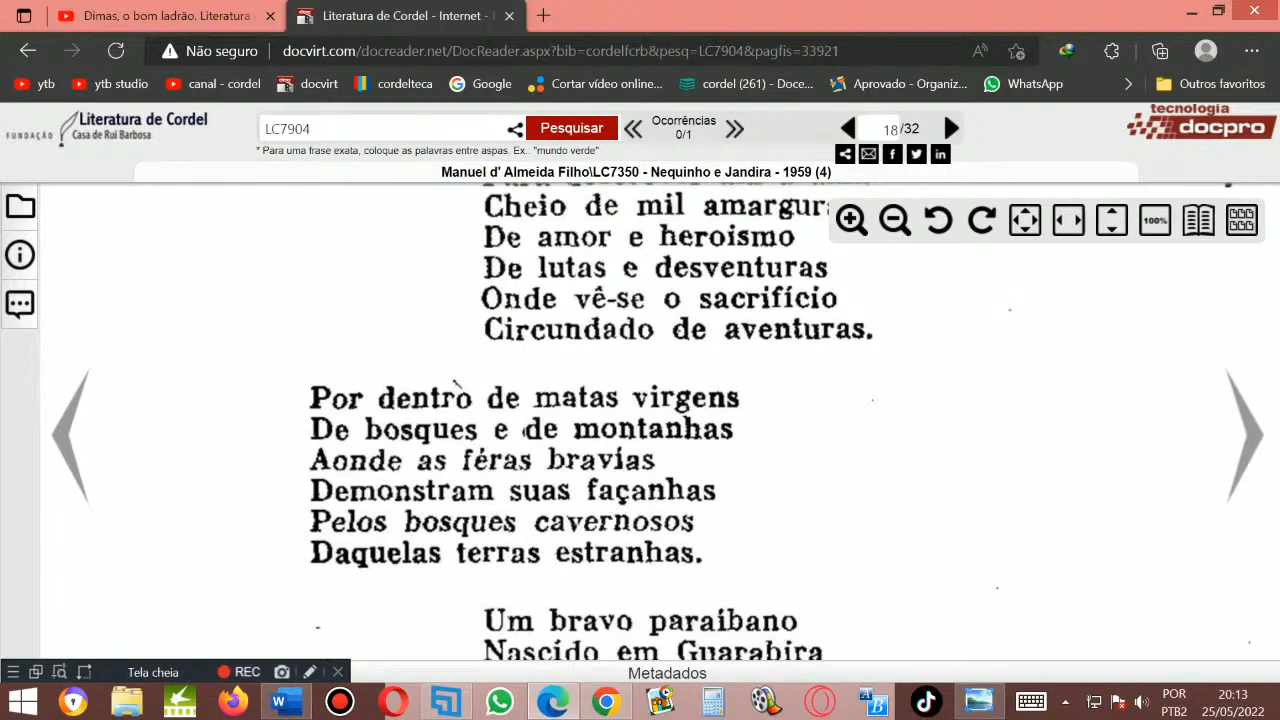 Dimas, o bom ladrão. Literatura
Literatura de Cordel - Internet -
Não seguro
docvirt.com/docreader.net/DocReader.aspx?bib=cordelfcrb&pesq=LC7904&pagfis=33921
ytb
ytb studio
canal - cordel
docvirt
cordelteca
Google
Cortar vídeo online...
cordel (261) - Doce...
Aprovado - Organiz...
WhatsApp
Outros favoritos
FUNDAÇÃO
Literatura de Cordel
Casa de Rui Barbosa
LC7904
Pesquisar
Ocorrências
0/1
18 /32
tecnologia
docpro
* Para uma frase exata, coloque as palavras entre aspas. Ex.: "mundo verde"
Manuel d' Almeida Filho\LC7350 - Nequinho e Jandira - 1959 (4)
100%
Cheio de mil amargur
De amor e heroismo
De lutas e desventuras
Onde vê-se o sacrifício
Circundado de aventuras.
Por dentro de matas virgens
De bosques e de montanhas
Aonde as féras bravías
Demonstram suas façanhas
Pelos bosques cavernosos
Daquelas terras estranhas.
Um bravo paraibano
Nascido em Guarabira
Tela cheia
REC
Metadados
POR
PTB2
20:13
25/05/2022